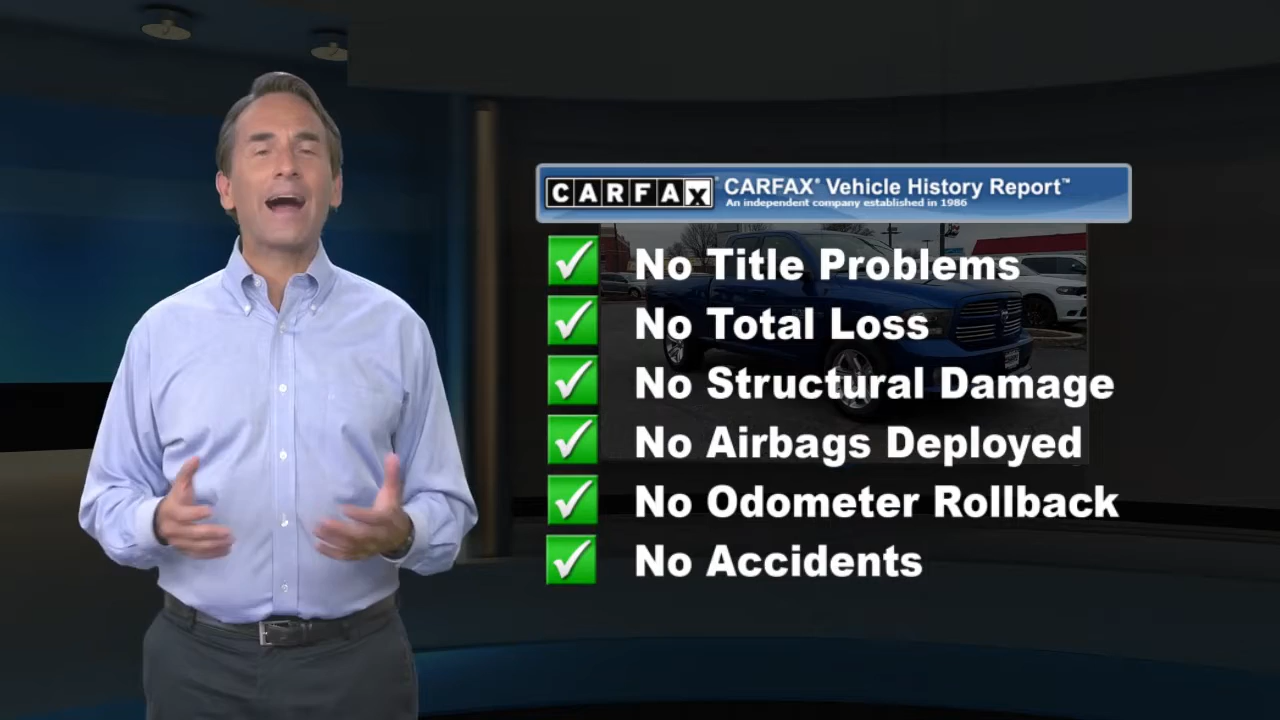 CARFAX
CARFAX® Vehicle History Report™
An independent company established in 1986
No Title Problems
No Total Loss
No Structural Damage
No Airbags Deployed
No Odometer Rollback
No Accidents